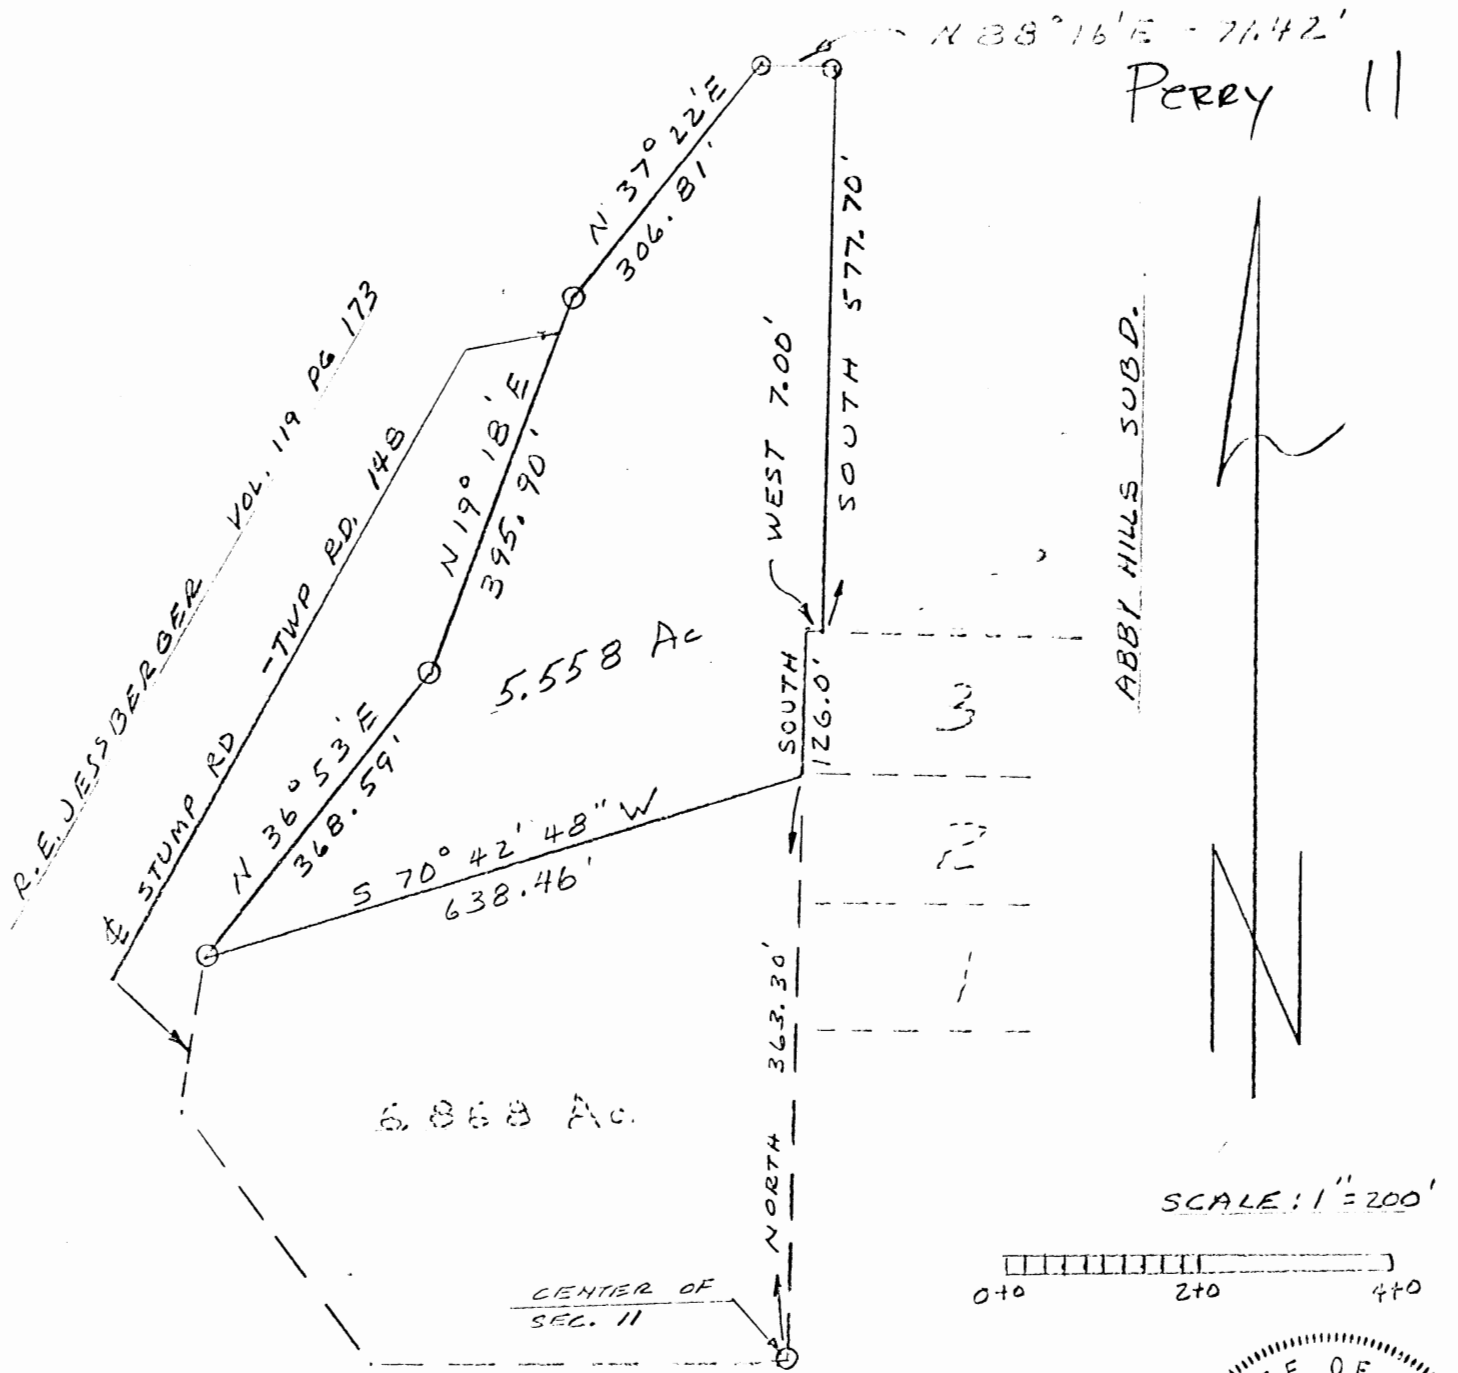 N 88° 16' E - 71.42'
PERRY 11
N 37° 22' E
306.81'
SOUTH 577.70'
WEST 7.00'
R.E. JESSBERGER VOL. 119 PG 173
℄ STUMP RD -TWP RD. 148
N 19° 18' E
395.90'
ABBY HILLS SUBD.
5.558 Ac
SOUTH
126.0'
3
N 36° 53' E
368.59'
S 70° 42' 48" W
638.46'
2
1
NORTH 363.30'
6.868 Ac.
SCALE: 1" = 200'
0+0 2+0 4+0
CENTER OF
SEC. 11
E OF